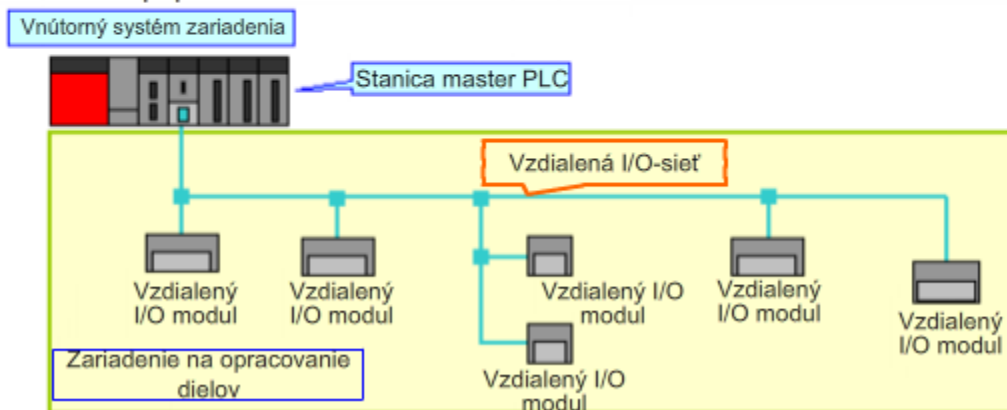 Vnútorný systém zariadenia
Stanica master PLC
Vzdialená I/O-sieť
Vzdialený
I/O modul
Vzdialený
I/O modul
Vzdialený I/O
modul
Vzdialený
I/O modul
Vzdialený
I/O modul
Zariadenie na opracovanie
dielov
Vzdialený I/O
modul